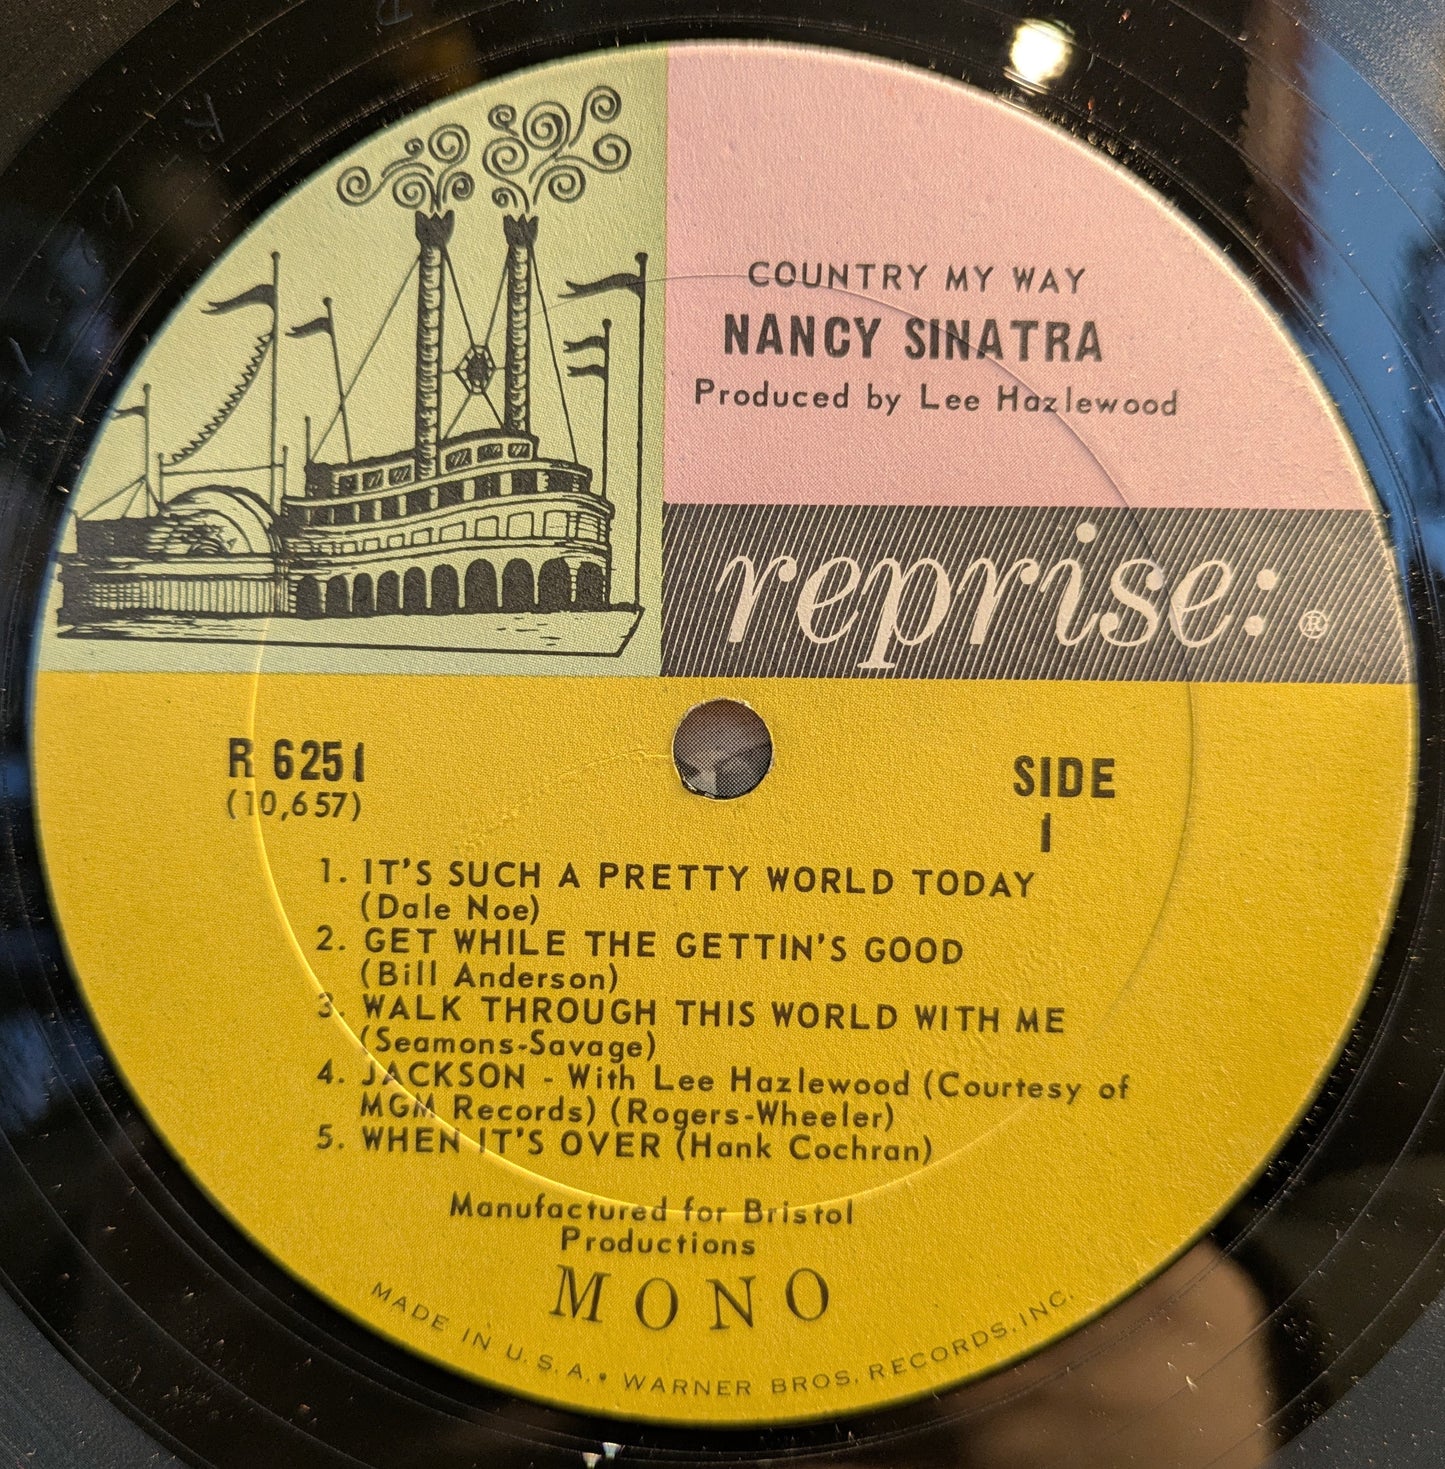 COUNTRY MY WAY
NANCY SINATRA
Produced by Lee Hazlewood
reprise: ®
R 6251
(10,657)
SIDE
1
1. IT'S SUCH A PRETTY WORLD TODAY
(Dale Noe)
2. GET WHILE THE GETTIN'S GOOD
(Bill Anderson)
3. WALK THROUGH THIS WORLD WITH ME
(Seamons-Savage)
4. JACKSON - With Lee Hazlewood (Courtesy of
MGM Records) (Rogers-Wheeler)
5. WHEN IT'S OVER (Hank Cochran)
Manufactured for Bristol
Productions
MONO
MADE IN U.S.A. • WARNER BROS. RECORDS, INC.